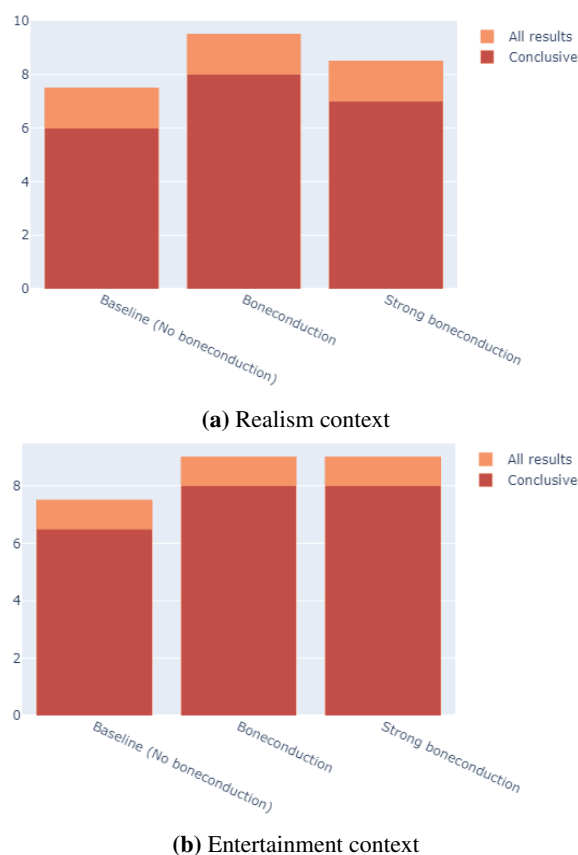 10
8
6
4
2
0
All results
Conclusive
Baseline (No boneconduction)
Boneconduction
Strong boneconduction
(a) Realism context
8
6
4
2
0
All results
Conclusive
Baseline (No boneconduction)
Boneconduction
Strong boneconduction
(b) Entertainment context